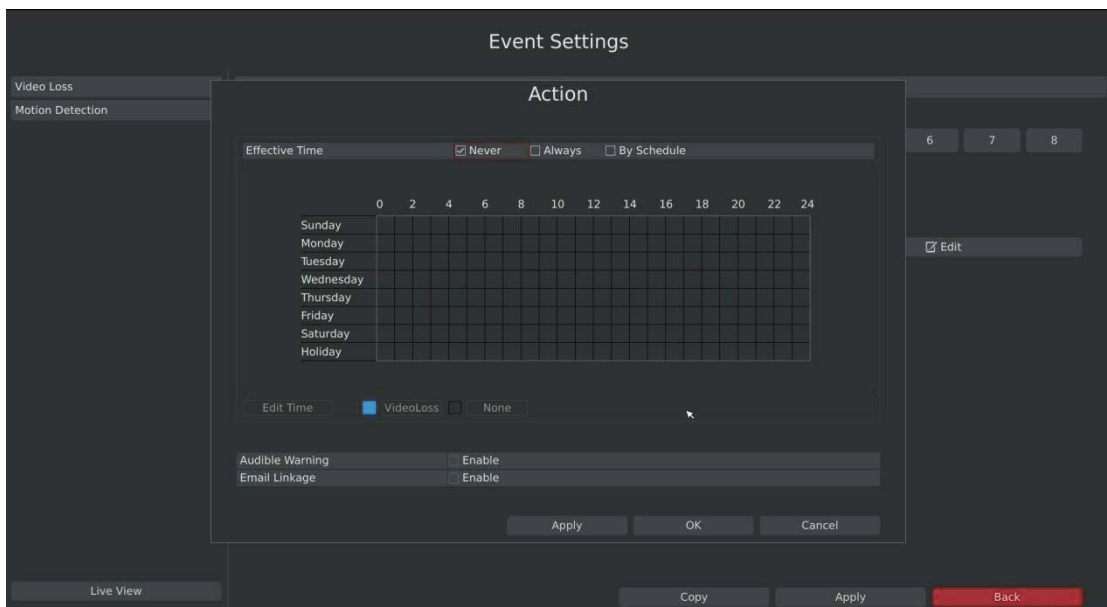 Event Settings
Video Loss
Motion Detection
Action
Effective Time Never Always By Schedule
6 7 8
0 2 4 6 8 10 12 14 16 18 20 22 24
Sunday
Monday
Edit
Tuesday
Wednesday
Thursday
Friday
Saturday
Holiday
Edit Time VideoLoss None
Audible Warning Enable
Email Linkage Enable
Apply OK Cancel
Live View
Copy Apply Back